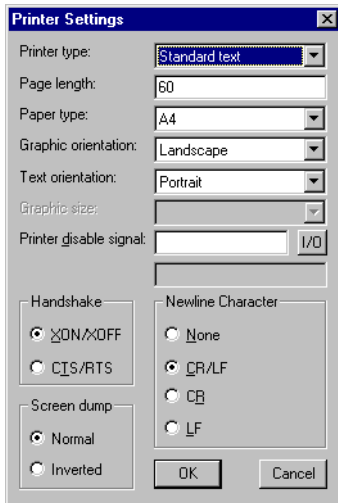 Printer Settings
Printer type: Standard text
Page length: 60
Paper type: A4
Graphic orientation: Landscape
Text orientation: Portrait
Graphic size:
Printer disable signal: I/O
Handshake
XON/XOFF
CTS/RTS
Newline Character
None
CR/LF
CR
LF
Screen dump
Normal
Inverted
OK Cancel